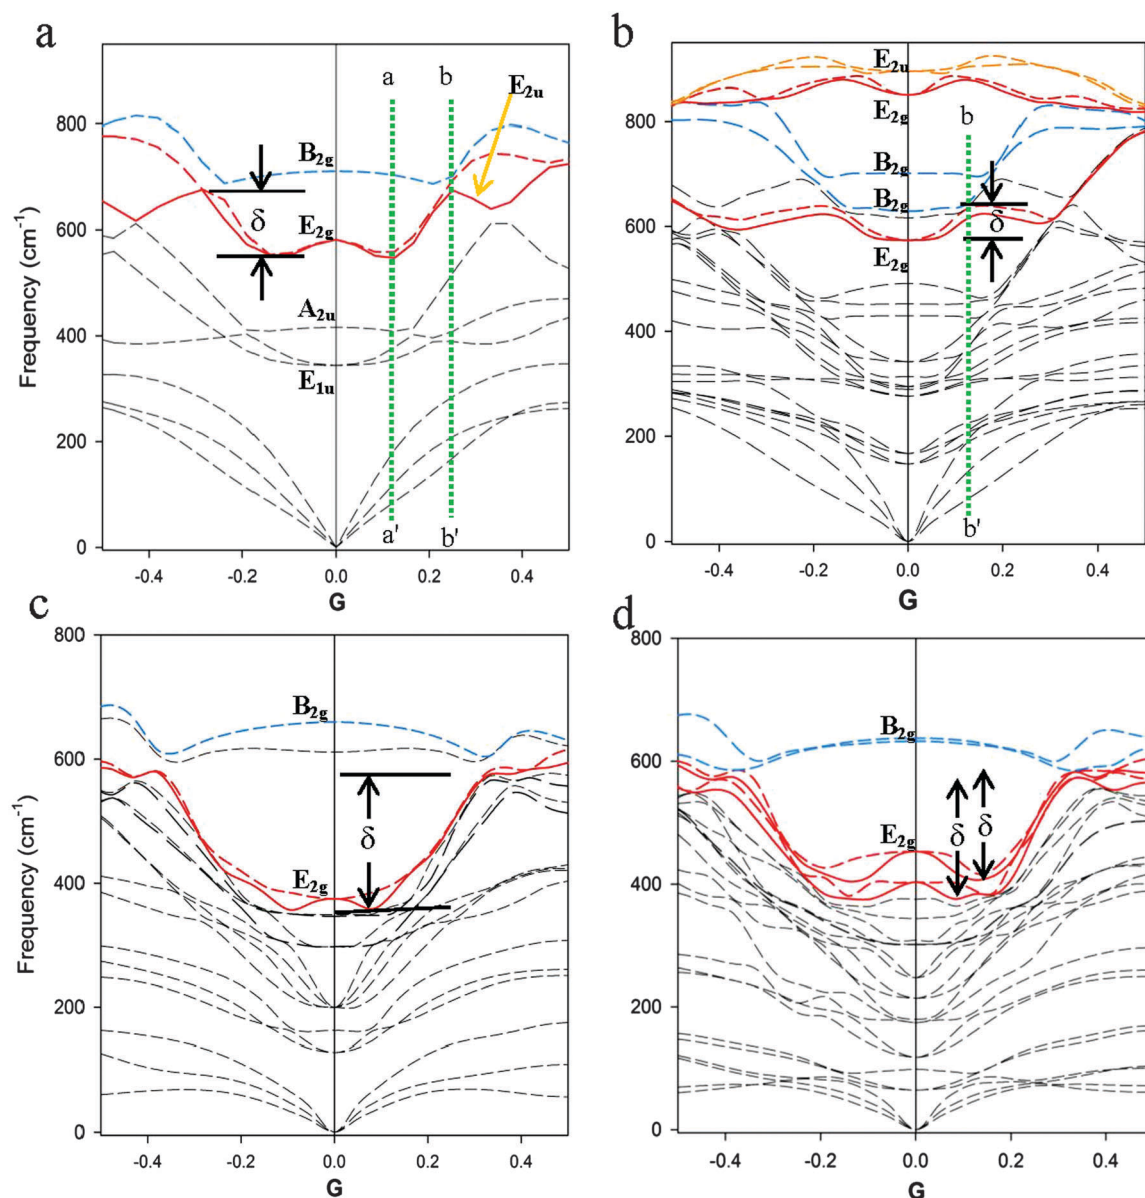 a
b
a
b
E2u
B2g
E2g
δ
A2u
E1u
a'
b'
800
600
400
200
0
-0.4
-0.2
0.0
0.2
0.4
G
Frequency (cm-1)
E2u
E2g
b
B2g
B2g
δ
E2g
b'
800
600
400
200
0
-0.4
-0.2
0.0
0.2
0.4
G
c
d
800
600
400
200
0
B2g
δ
E2g
-0.4
-0.2
0.0
0.2
0.4
G
Frequency (cm-1)
800
600
400
200
0
B2g
δ
δ
E2g
-0.4
-0.2
0.0
0.2
0.4
G